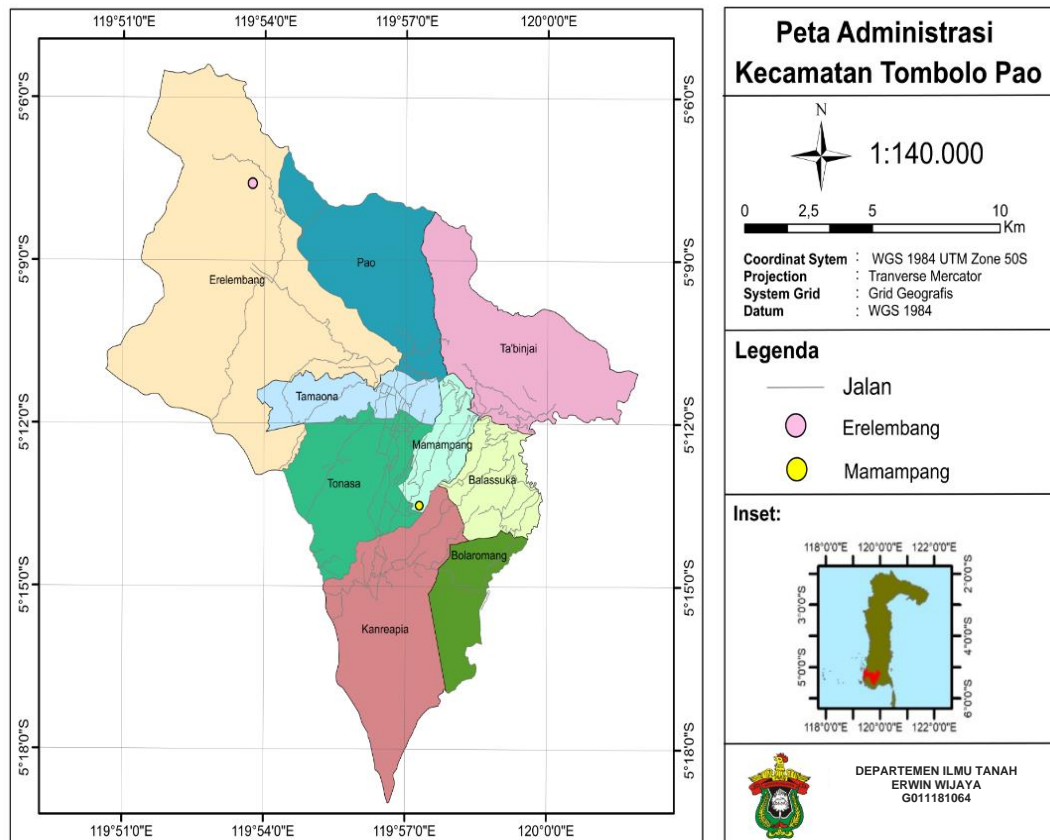 119°51'0"E 119°54'0"E 119°57'0"E 120°0'0"E
5°6'0"S 5°6'0"S
5°9'0"S 5°9'0"S
5°12'0"S 5°12'0"S
5°15'0"S 5°15'0"S
5°18'0"S 5°18'0"S
Pao
Erelembang
Ta'binjai
Tamaona
Mamampang
Tonasa
Balassuka
Bolaromang
Kanreapia
119°51'0"E 119°54'0"E 119°57'0"E 120°0'0"E
Peta Administrasi
Kecamatan Tombolo Pao
N
1:140.000
0 2,5 5 10
Km
Coordinat Sytem : WGS 1984 UTM Zone 50S
Projection : Tranverse Mercator
System Grid : Grid Geografis
Datum : WGS 1984
Legenda
Jalan
Erelembang
Mamampang
Inset:
118°0'0"E 120°0'0"E 122°0'0"E
3°0'0"S 2°0'0"S
4°0'0"S
5°0'0"S 6°0'0"S
118°0'0"E 120°0'0"E 122°0'0"E
DEPARTEMEN ILMU TANAH
ERWIN WIJAYA
G011181064